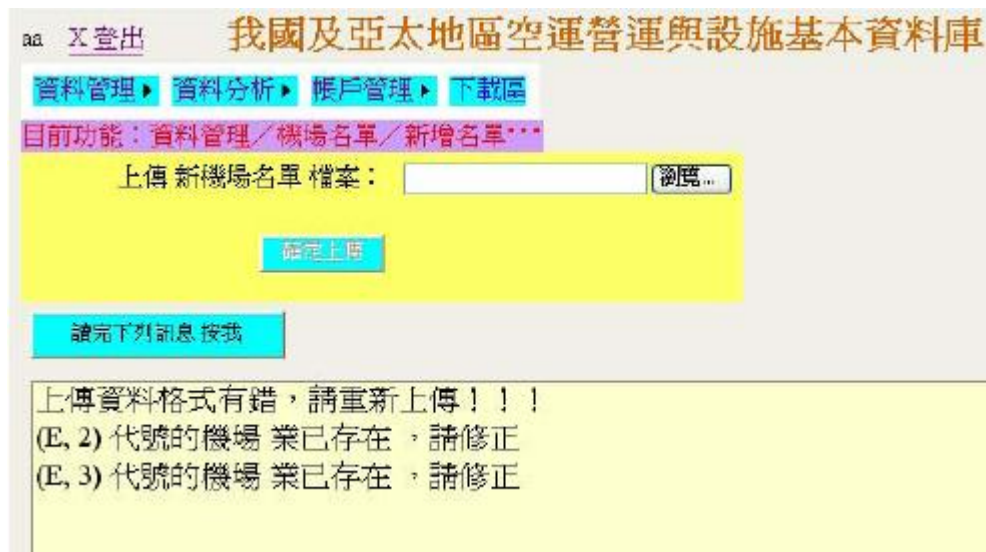 aa X 登出 我國及亞太地區空運營運與設施基本資料庫
資料管理▶ 資料分析▶ 帳戶管理▶ 下載區
目前功能：資料管理／機場名單／新增名單…
上傳 新機場名單 檔案： 瀏覽...
確定上傳
讀完下列訊息 按我
上傳資料格式有錯，請重新上傳！！！
(E, 2) 代號的機場 業已存在 ，請修正
(E, 3) 代號的機場 業已存在 ，請修正